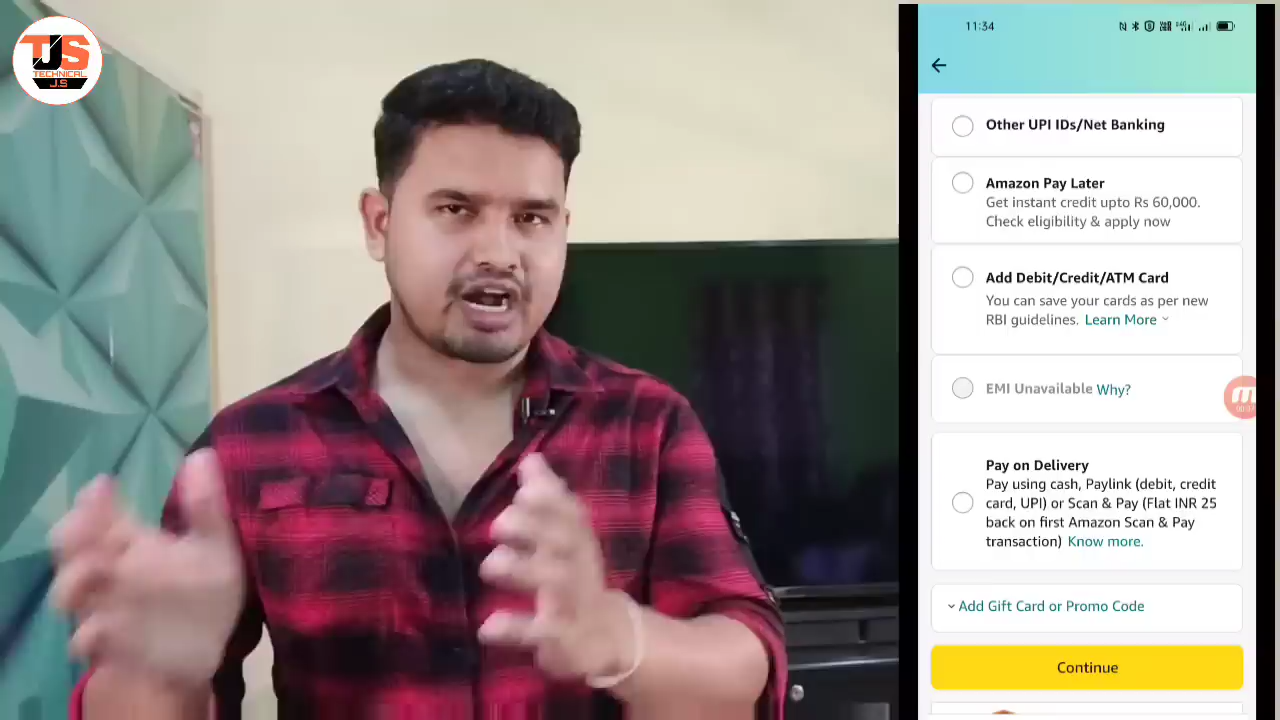 TJS
TECHNICAL
J.S
11:34
Other UPI IDs/Net Banking
Amazon Pay Later
Get instant credit upto Rs 60,000.
Check eligibility & apply now
Add Debit/Credit/ATM Card
You can save your cards as per new
RBI guidelines. Learn More
EMI Unavailable Why?
Pay on Delivery
Pay using cash, Paylink (debit, credit
card, UPI) or Scan & Pay (Flat INR 25
back on first Amazon Scan & Pay
transaction) Know more.
Add Gift Card or Promo Code
Continue